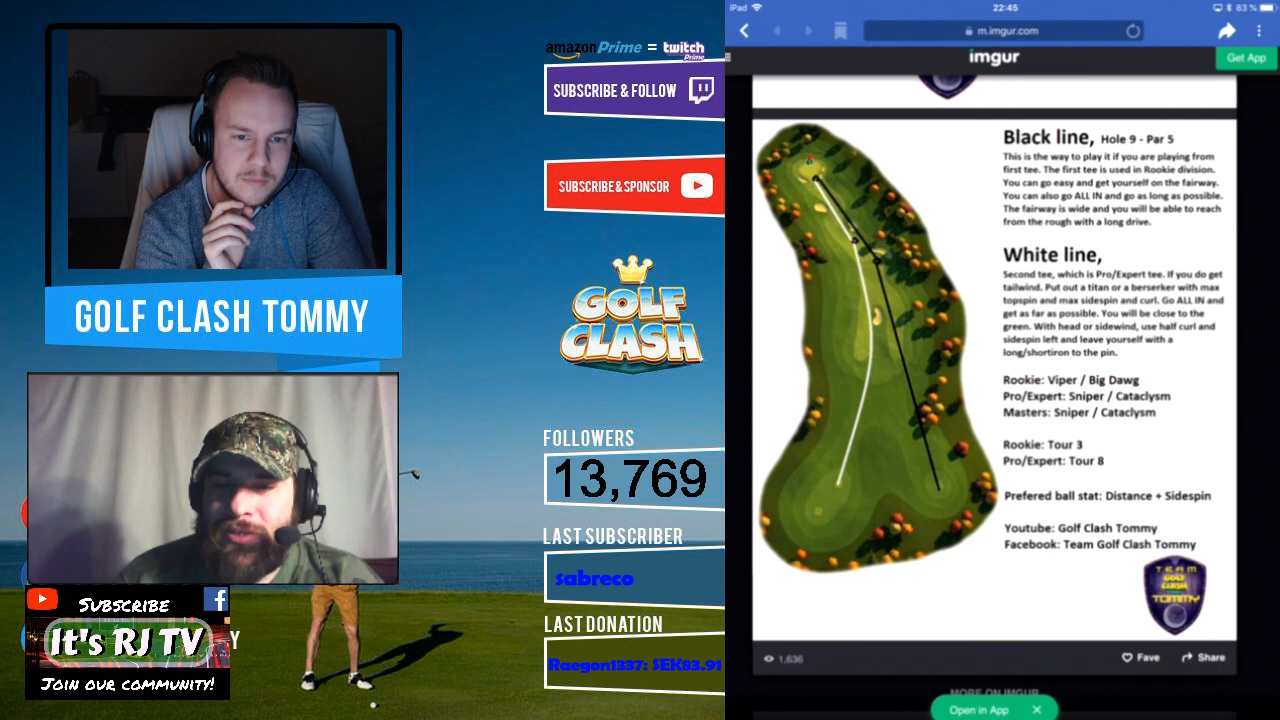 amazonPrime = twitch
Prime
SUBSCRIBE & FOLLOW
SUBSCRIBE & SPONSOR
GOLF CLASH TOMMY
GOLF
CLASH
FOLLOWERS
13,769
LAST SUBSCRIBER
sabreco
LAST DONATION
Raegon1337: SEK83.91
SUBSCRIBE
It's RJ TV
JOIN OUR COMMUNITY!
Y
iPad
22:45
83 %
m.imgur.com
imgur
Get App
Black line, Hole 9 - Par 5
This is the way to play it if you are playing from
first tee. The first tee is used in Rookie division.
You can go easy and get yourself on the fairway.
You can also go ALL IN and go as long as possible.
The fairway is wide and you will be able to reach
from the rough with a long drive.
White line,
Second tee, which is Pro/Expert tee. If you do get
tailwind. Put out a titan or a berserker with max
topspin and max sidespin and curl. Go ALL IN and
get as far as possible. You will be close to the
green. With head or sidewind, use half curl and
sidespin left and leave yourself with a
long/shortiron to the pin.
Rookie: Viper / Big Dawg
Pro/Expert: Sniper / Cataclysm
Masters: Sniper / Cataclysm
Rookie: Tour 3
Pro/Expert: Tour 8
Prefered ball stat: Distance + Sidespin
Youtube: Golf Clash Tommy
Facebook: Team Golf Clash Tommy
TEAM
GOLF
CLASH
TOMMY
1,636
Fave
Share
MORE ON IMGUR
Open in App